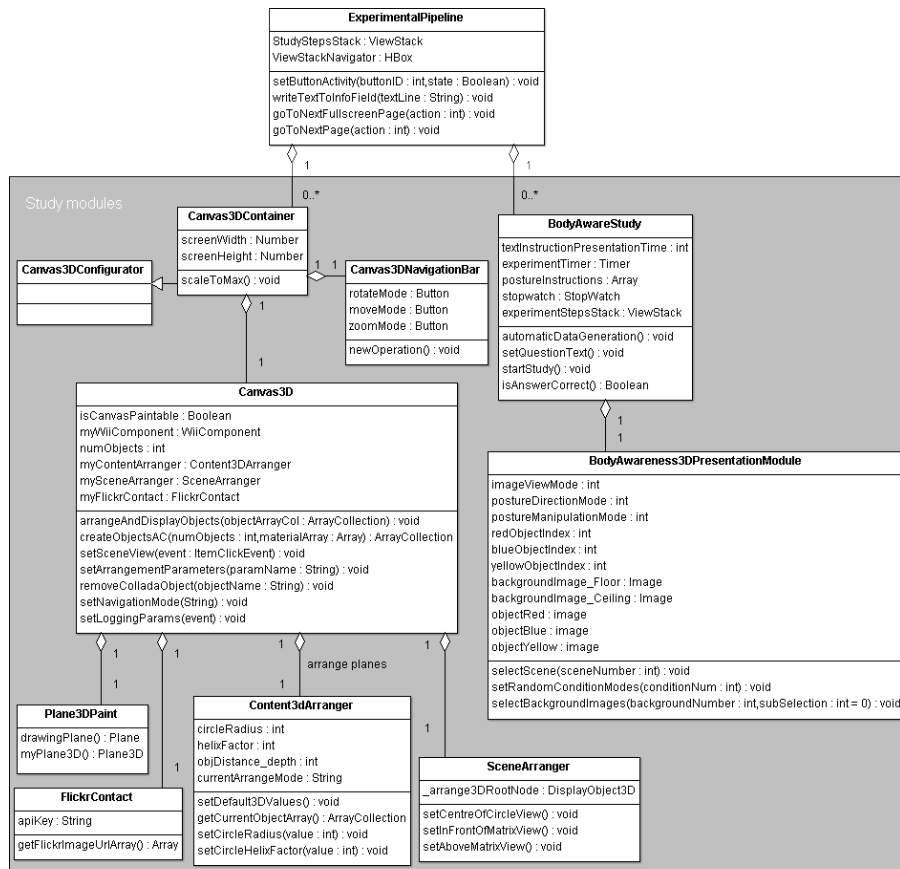 ExperimentalPipeline
StudyStepsStack : ViewStack
ViewStackNavigator : HBox
setButtonActivity(buttonID : int,state : Boolean) : void
writeTextToInfoField(textLine : String) : void
goToNextFullscreenPage(action : int) : void
goToNextPage(action : int) : void
1
1
0..*
0..*
Study modules
Canvas3DContainer
screenWidth : Number
screenHeight : Number
scaleToMax() : void
1
1
1
1
Canvas3DConfigurator
Canvas3DNavigationBar
rotateMode : Button
moveMode : Button
zoomMode : Button
newOperation() : void
BodyAwareStudy
textInstructionPresentationTime : int
experimentTimer : Timer
postureInstructions : Array
stopwatch : StopWatch
experimentStepsStack : ViewStack
automaticDataGeneration() : void
setQuestionText() : void
startStudy() : void
isAnswerCorrect() : Boolean
1
1
Canvas3D
isCanvasPaintable : Boolean
myWiiComponent : WiiComponent
numObjects : int
myContentArranger : Content3DArranger
mySceneArranger : SceneArranger
myFlickrContact : FlickrContact
arrangeAndDisplayObjects(objectArrayCol : ArrayCollection) : void
createObjectsAC(numObjects : int,materialArray : Array) : ArrayCollection
setSceneView(event : ItemClickEvent) : void
setArrangementParameters(paramName : String) : void
removeColladaObject(objectName : String) : void
setNavigationMode(String) : void
setLoggingParams(event) : void
BodyAwareness3DPresentationModule
imageViewMode : int
postureDirectionMode : int
postureManipulationMode : int
redObjectIndex : int
blueObjectIndex : int
yellowObjectIndex : int
backgroundImage_Floor : Image
backgroundImage_Ceiling : Image
objectRed : image
objectBlue : image
objectYellow : image
selectScene(sceneNumber : int) : void
setRandomConditionModes(conditionNum : int) : void
selectBackgroundImages(backgroundNumber : int,subSelection : int = 0) : void
1
1
1
1
arrange planes
1
1
1
1
Plane3DPaint
drawingPlane() : Plane
myPlane3D() : Plane3D
FlickrContact
apiKey : String
getFlickrImageUrlArray() : Array
Content3dArranger
circleRadius : int
helixFactor : int
objDistance_depth : int
currentArrangeMode : String
setDefault3DValues() : void
getCurrentObjectArray() : ArrayCollection
setCircleRadius(value : int) : void
setCircleHelixFactor(value : int) : void
SceneArranger
_arrange3DRootNode : DisplayObject3D
setCentreOfCircleView() : void
setInFrontOfMatrixView() : void
setAboveMatrixView() : void